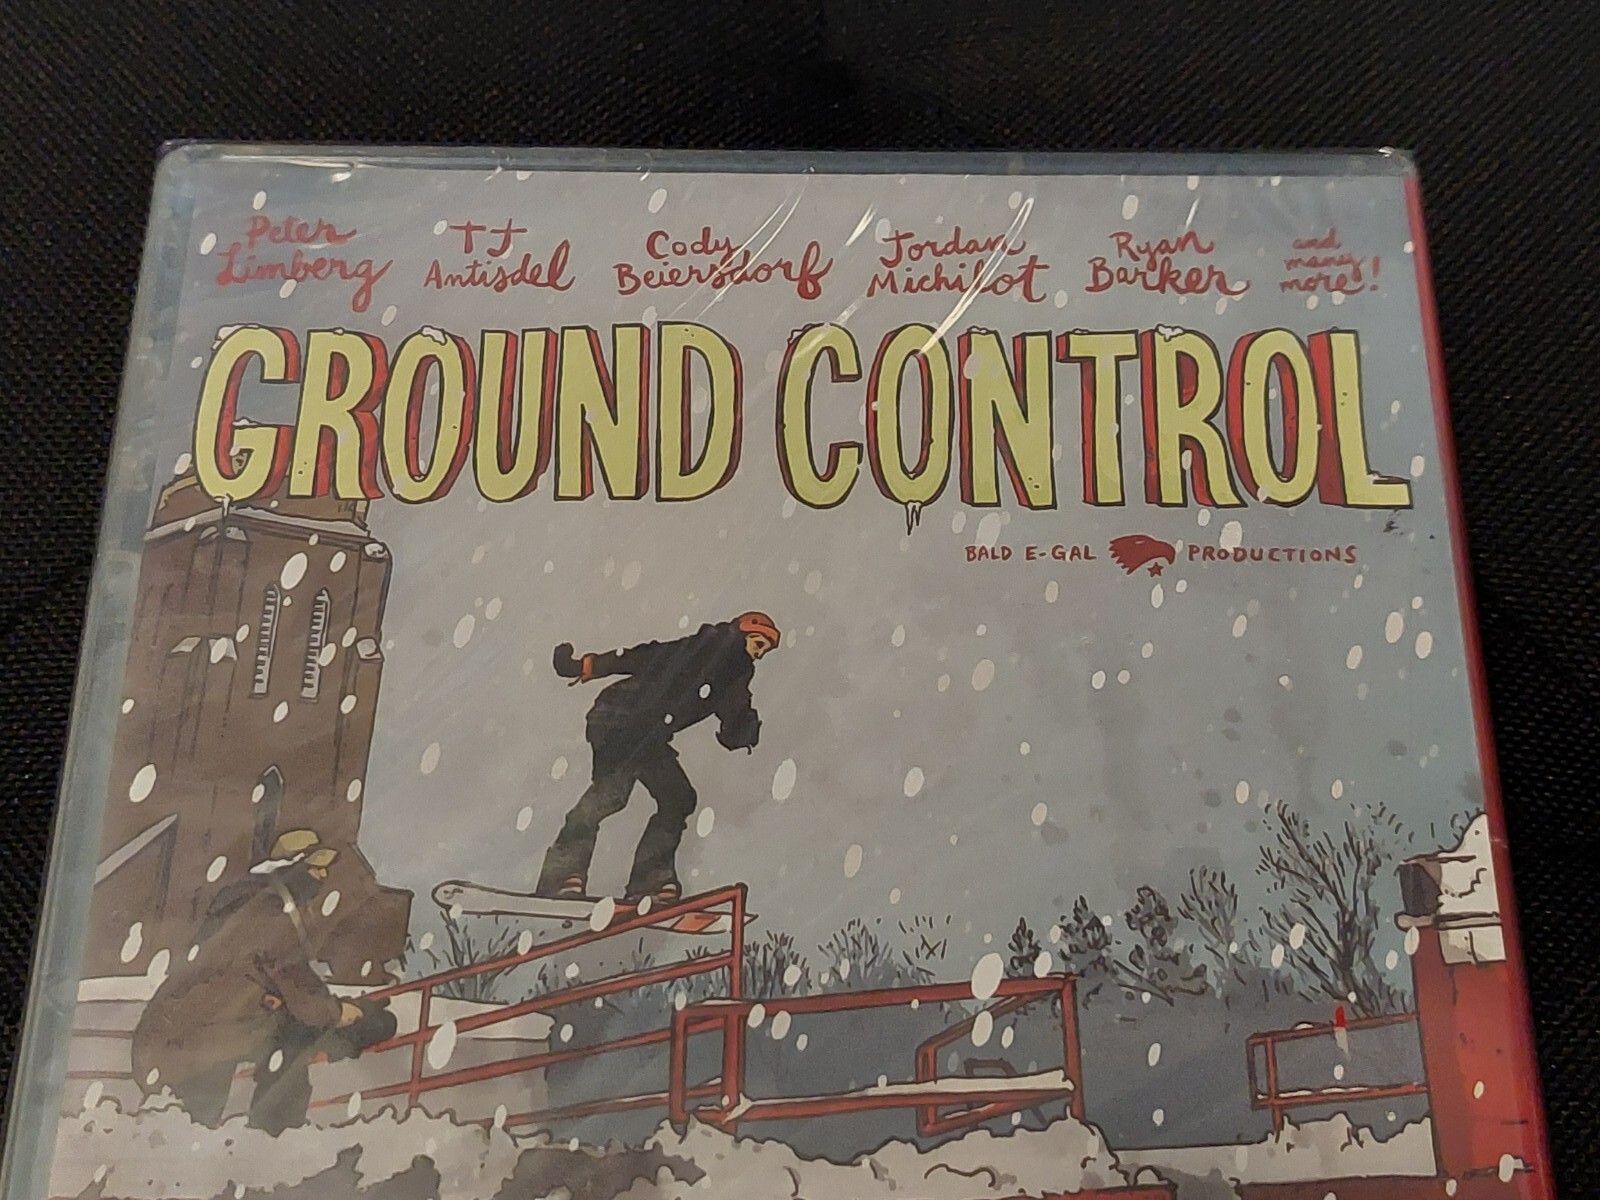 Peter TJ Cody Jordan Ryan and
Limberg Antisdel Beiersdorf Michilot Barker many
more!
GROUND CONTROL
BALD E-GAL PRODUCTIONS